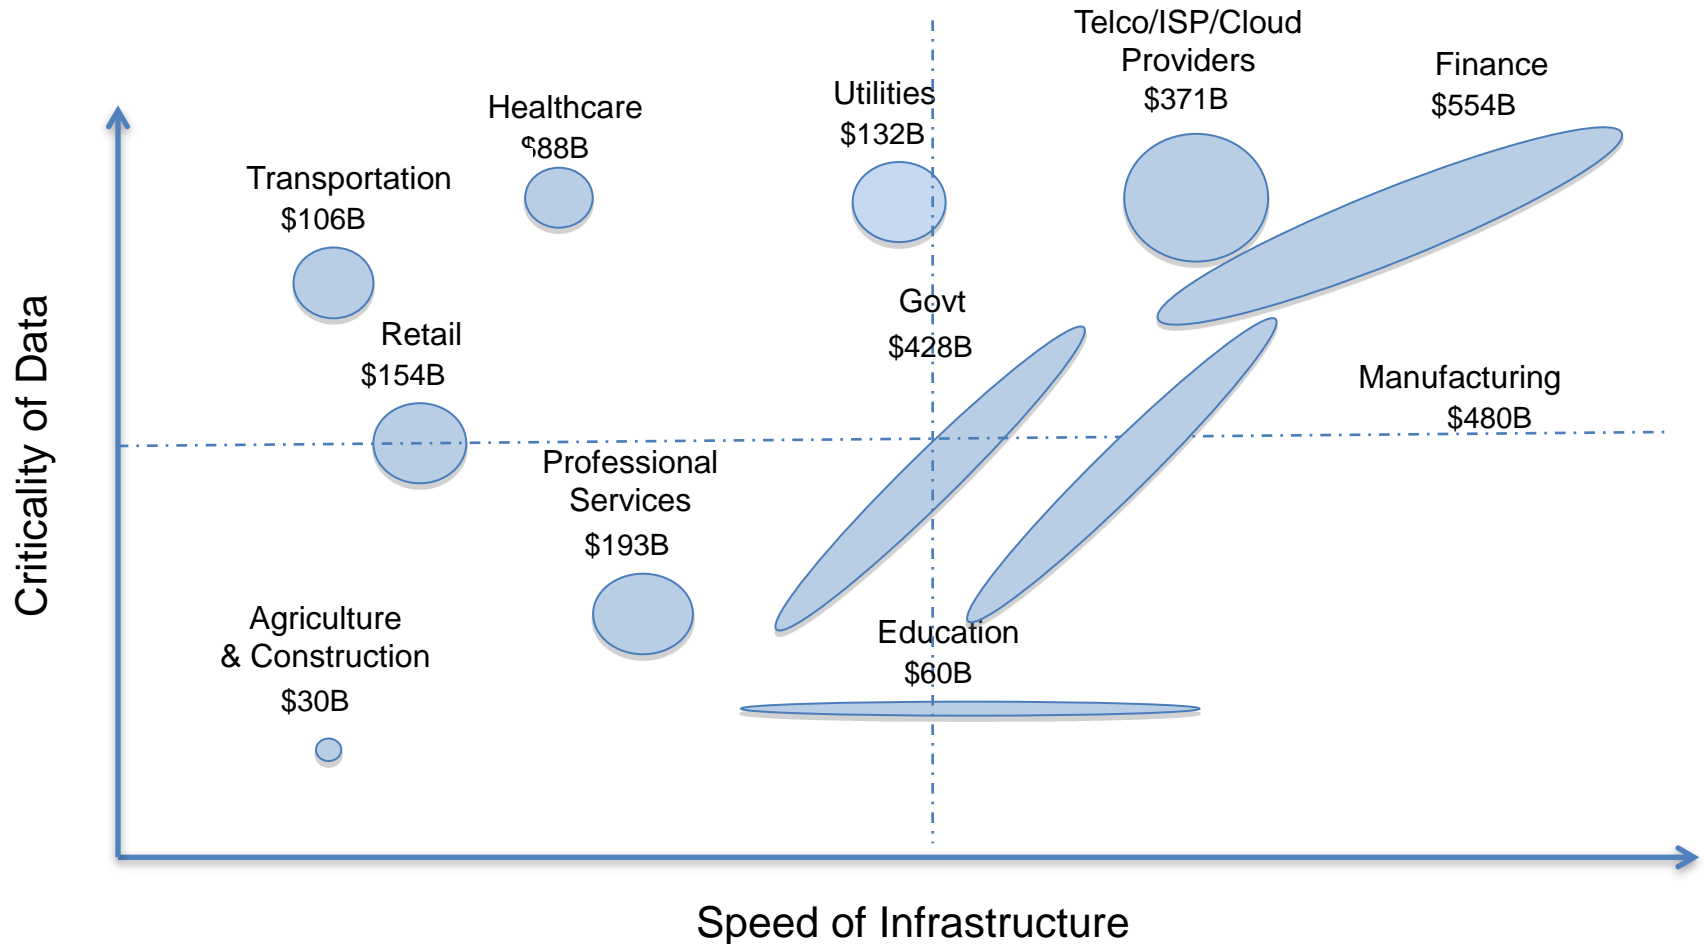 Telco/ISP/Cloud
Providers
$371B
Finance
$554B
Healthcare
$88B
Utilities
$132B
Transportation
$106B
Retail
$154B
Govt
$428B
Manufacturing
$480B
Professional
Services
$193B
Agriculture
& Construction
$30B
Education
$60B
Criticality of Data
Speed of Infrastructure